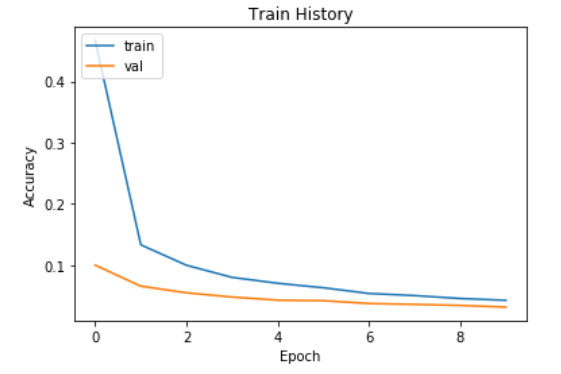 Train History
train
val
Accuracy
0.4
0.3
0.2
0.1
0 2 4 6 8
Epoch